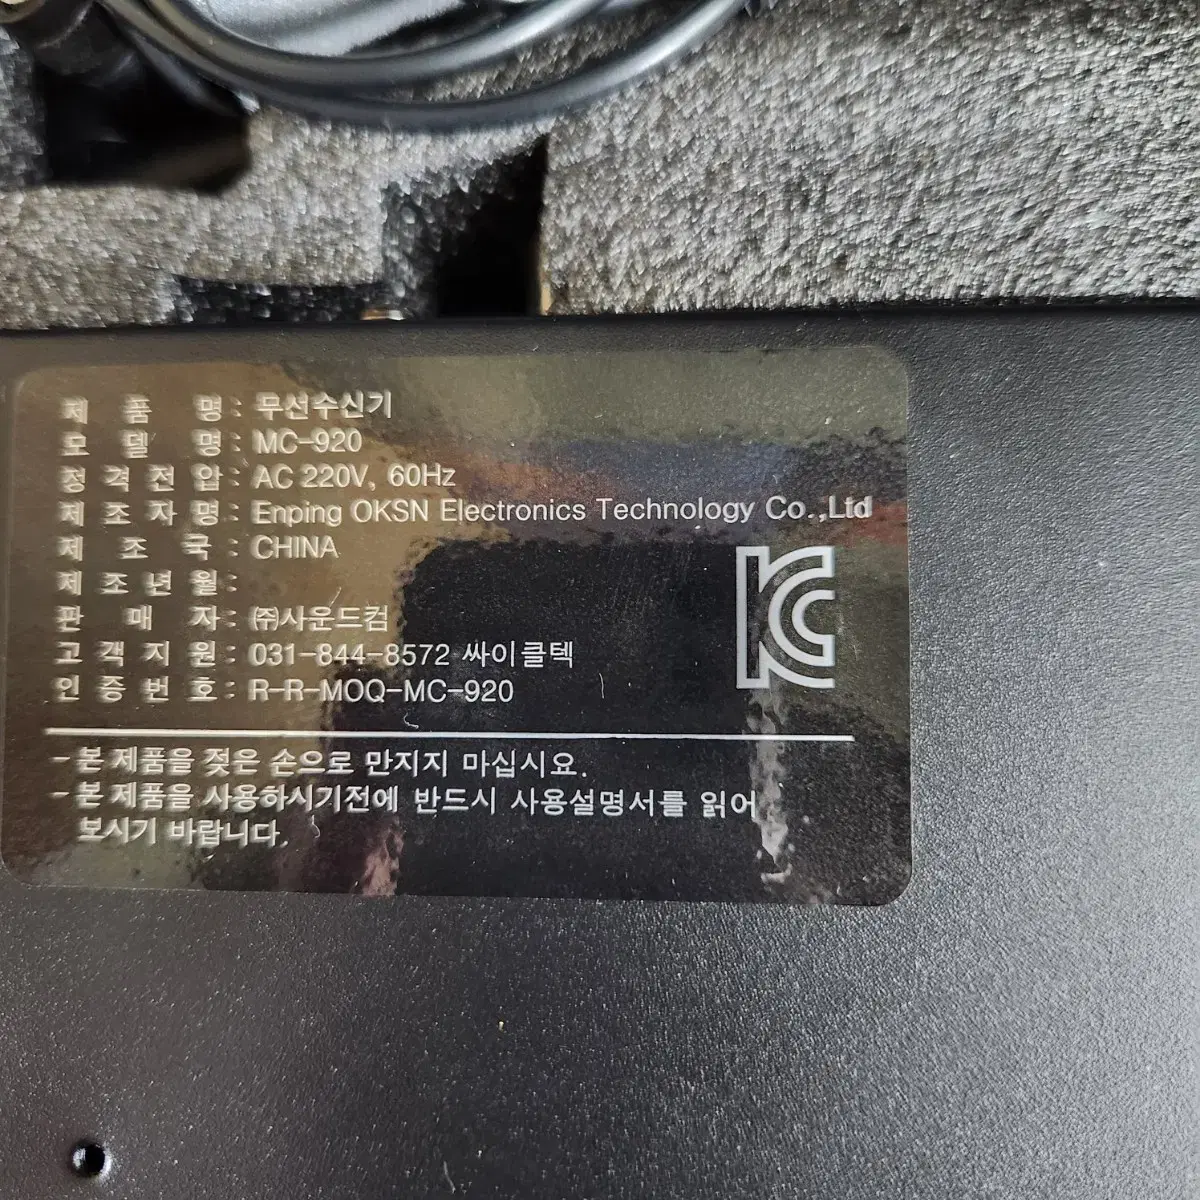 제품명 : 무선수신기
모델명 : MC-920
정격전압 : AC 220V, 60Hz
제조자명 : Enping OKSN Electronics Technology Co.,Ltd
제조국 : CHINA
제조년월 :
판매자 : ㈜사운드컴
고객지원 : 031-844-8572 싸이클텍
인증번호 : R-R-MOQ-MC-920
- 본 제품을 젖은 손으로 만지지 마십시요.
- 본 제품을 사용하시기전에 반드시 사용설명서를 읽어
보시기 바랍니다.